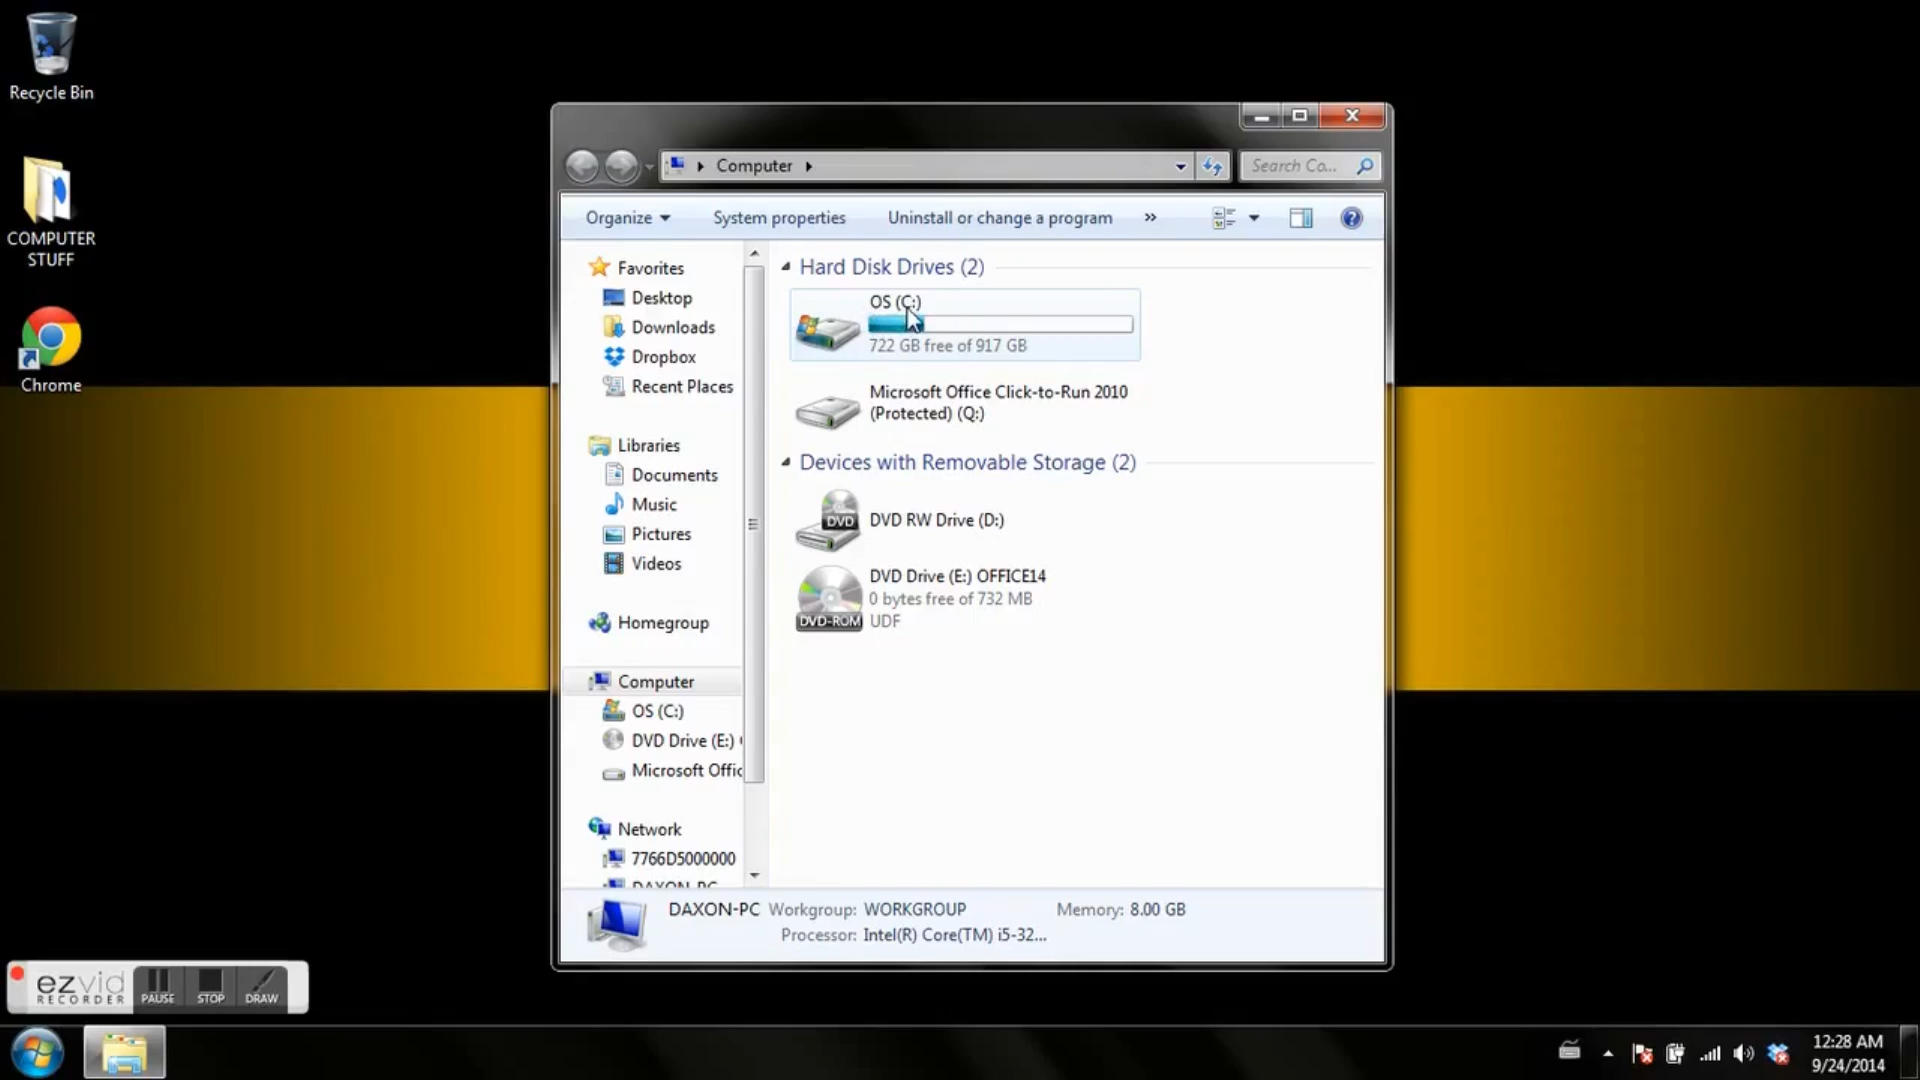 Recycle Bin
COMPUTER
STUFF
Chrome
Computer
Search Co...
Organize
System properties
Uninstall or change a program
»
Favorites
Desktop
Downloads
Dropbox
Recent Places
Libraries
Documents
Music
Pictures
Videos
Homegroup
Computer
OS (C:)
DVD Drive (E:)
Microsoft Offic
Network
7766D5000000
DAXON-PC
Hard Disk Drives (2)
OS (C:)
722 GB free of 917 GB
Microsoft Office Click-to-Run 2010
(Protected) (Q:)
Devices with Removable Storage (2)
DVD
DVD RW Drive (D:)
DVD Drive (E:) OFFICE14
0 bytes free of 732 MB
DVD-ROM UDF
DAXON-PC Workgroup: WORKGROUP Memory: 8.00 GB
Processor: Intel(R) Core(TM) i5-32...
ezvid
RECORDER
PAUSE STOP DRAW
12:28 AM
9/24/2014